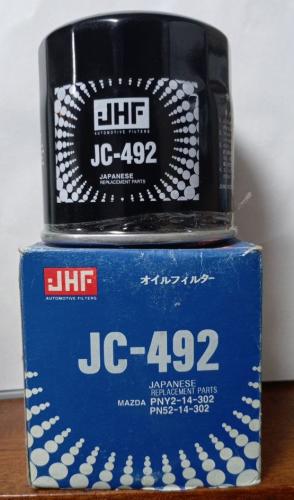 JHF
AUTOMOTIVE FILTERS
JC-492
JAPANESE
REPLACEMENT PARTS
JHF
AUTOMOTIVE FILTERS
オイルフィルター
JC-492
JAPANESE
REPLACEMENT PARTS
MAZDA PNY2-14-302
PN52-14-302